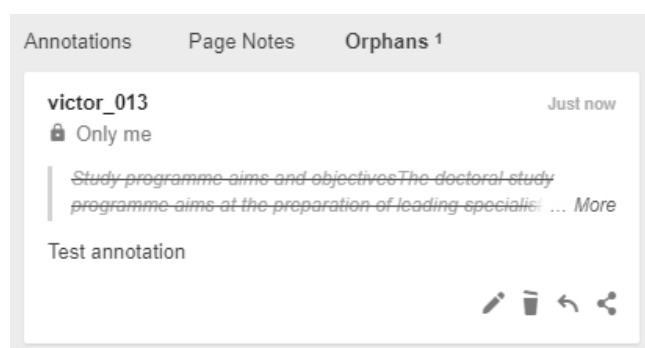 Annotations Page Notes Orphans 1
victor_013 Just now
Only me
Study programme aims and objectivesThe doctoral study
programme aims at the preparation of leading specialis ... More
Test annotation